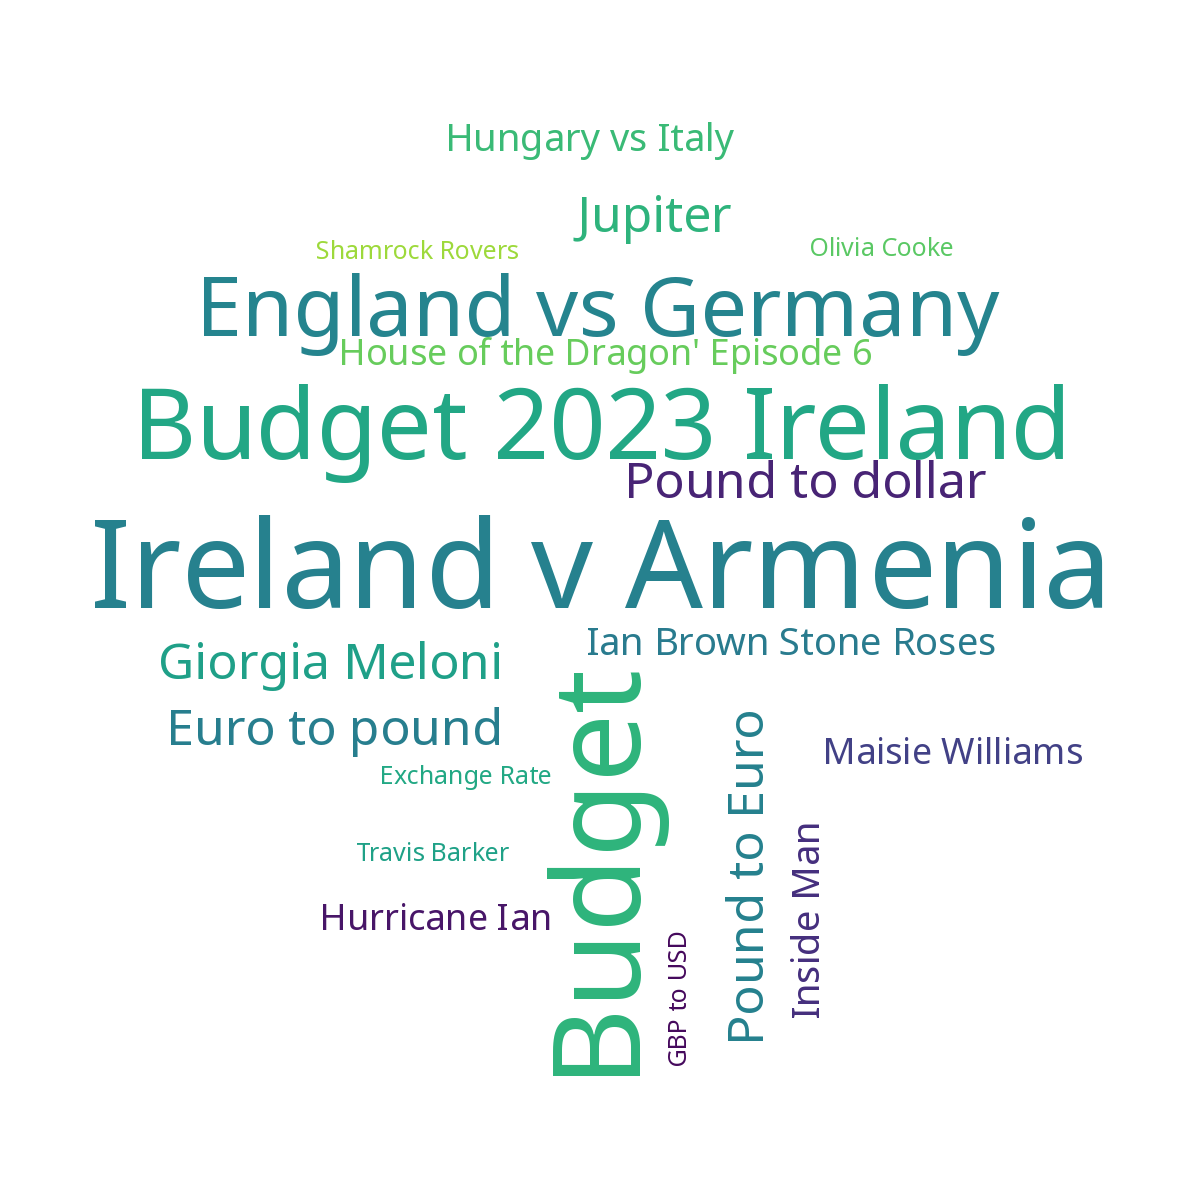 Hungary vs Italy
Jupiter
Shamrock Rovers
Olivia Cooke
England vs Germany
House of the Dragon' Episode 6
Budget 2023 Ireland
Pound to dollar
Ireland v Armenia
Ian Brown Stone Roses
Giorgia Meloni
Euro to pound
Maisie Williams
Exchange Rate
Travis Barker
Hurricane Ian
Budget
GBP to USD
Pound to Euro
Inside Man